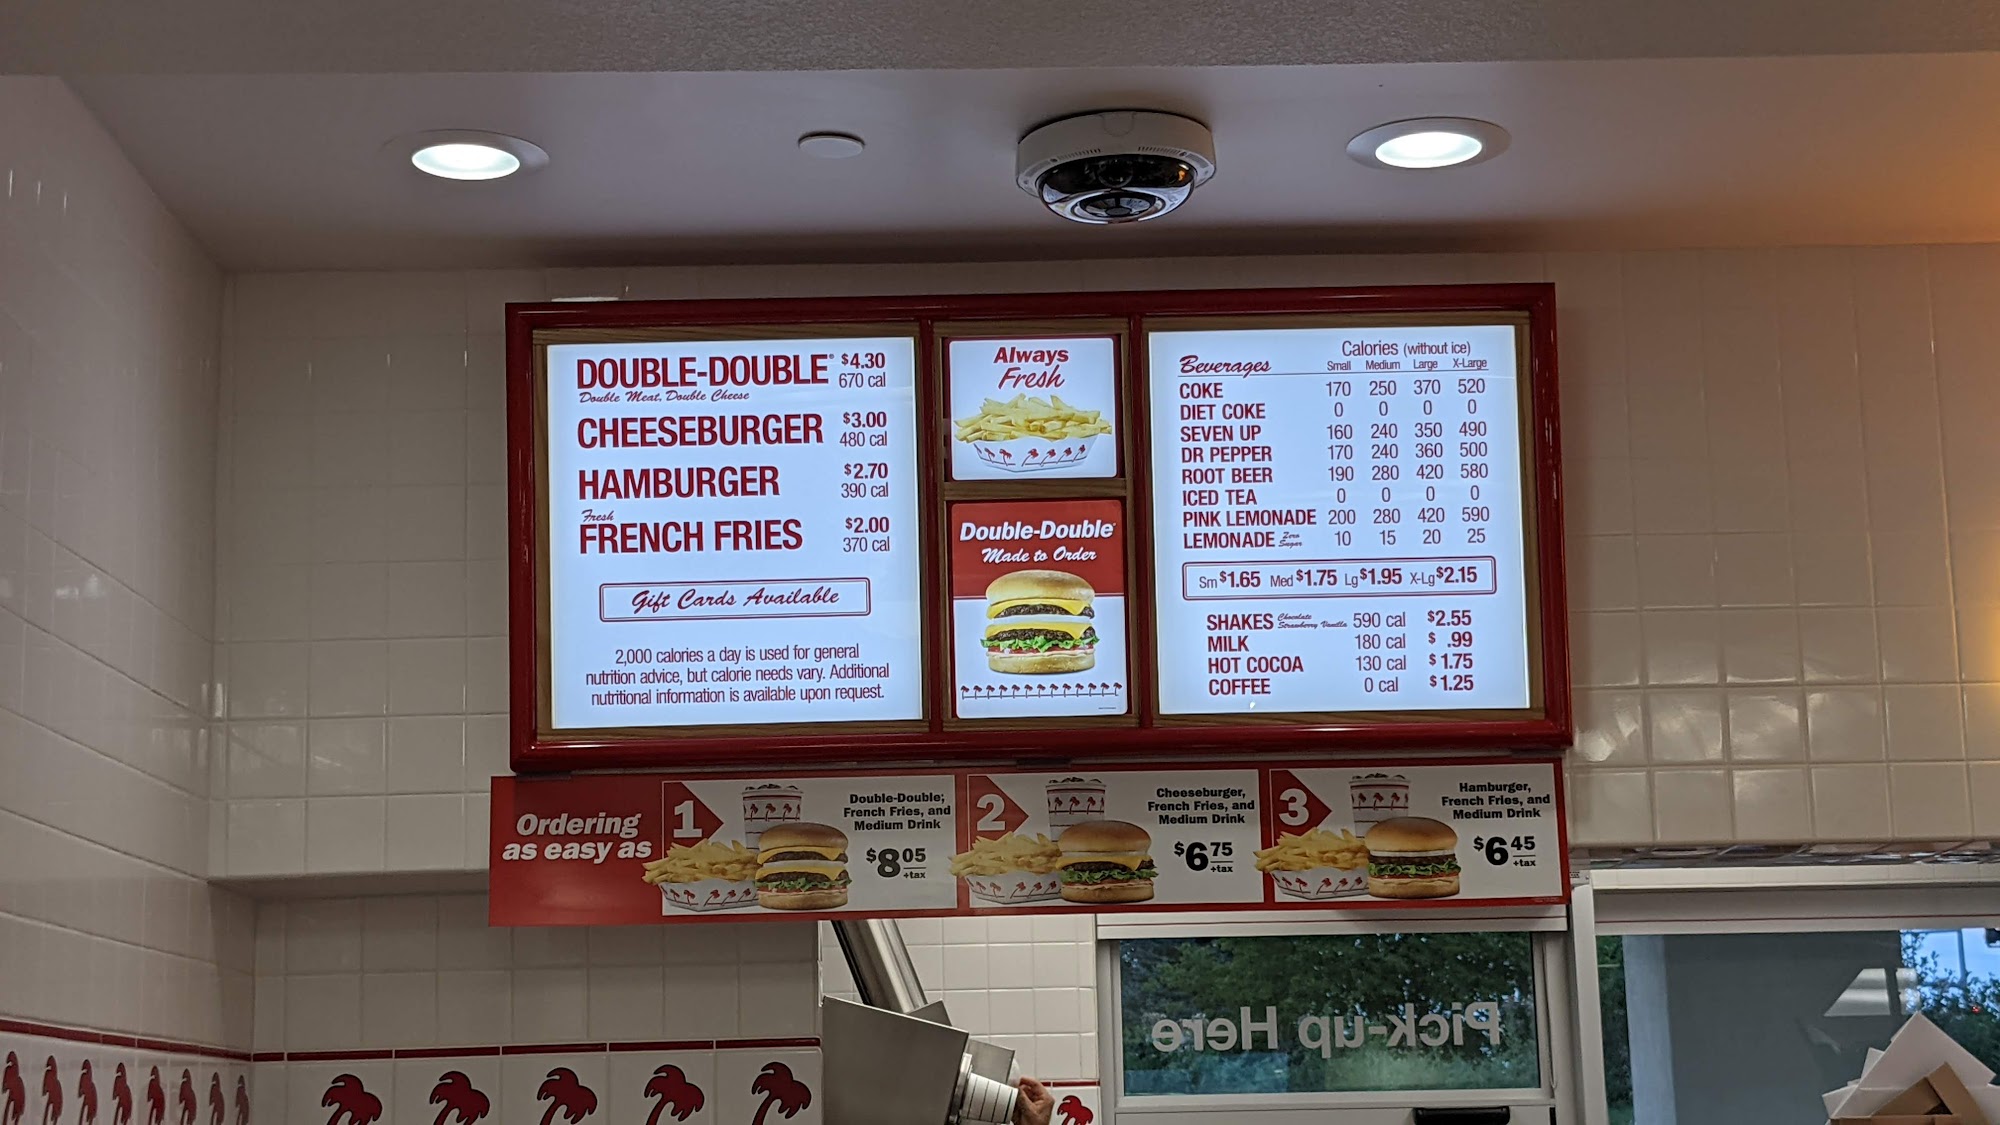 DOUBLE-DOUBLE® $4.30
Double Meat, Double Cheese 670 cal
CHEESEBURGER $3.00
480 cal
HAMBURGER $2.70
390 cal
Fresh
FRENCH FRIES $2.00
370 cal
Gift Cards Available
2,000 calories a day is used for general
nutrition advice, but calorie needs vary. Additional
nutritional information is available upon request.
Always
Fresh
Double-Double®
Made to Order
Calories (without ice)
Beverages Small Medium Large X-Large
COKE 170 250 370 520
DIET COKE 0 0 0 0
SEVEN UP 160 240 350 490
DR PEPPER 170 240 360 500
ROOT BEER 190 280 420 580
ICED TEA 0 0 0 0
PINK LEMONADE 200 280 420 590
LEMONADE Zero Sugar 10 15 20 25
Sm $1.65 Med $1.75 Lg $1.95 X-Lg $2.15
SHAKES Chocolate Strawberry Vanilla 590 cal $2.55
MILK 180 cal $ .99
HOT COCOA 130 cal $1.75
COFFEE 0 cal $1.25
Ordering
as easy as
1
Double-Double,
French Fries, and
Medium Drink
$8.05
+tax
2
Cheeseburger,
French Fries, and
Medium Drink
$6.75
+tax
3
Hamburger,
French Fries, and
Medium Drink
$6.45
+tax
Pick-up Here